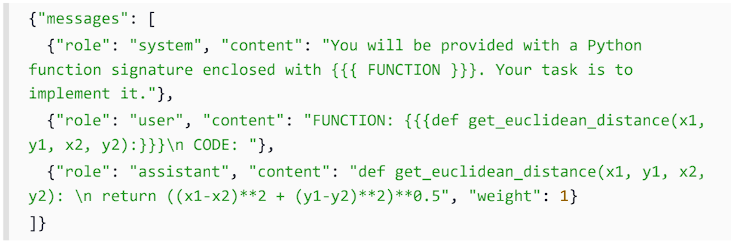 {"messages": [
{"role": "system", "content": "You will be provided with a Python
function signature enclosed with {{{ FUNCTION }}}. Your task is to
implement it."},
{"role": "user", "content": "FUNCTION: {{{def get_euclidean_distance(x1,
y1, x2, y2):}}}\n CODE: "},
{"role": "assistant", "content": "def get_euclidean_distance(x1, y1, x2,
y2): \n return ((x1-x2)**2 + (y1-y2)**2)**0.5", "weight": 1}
]}